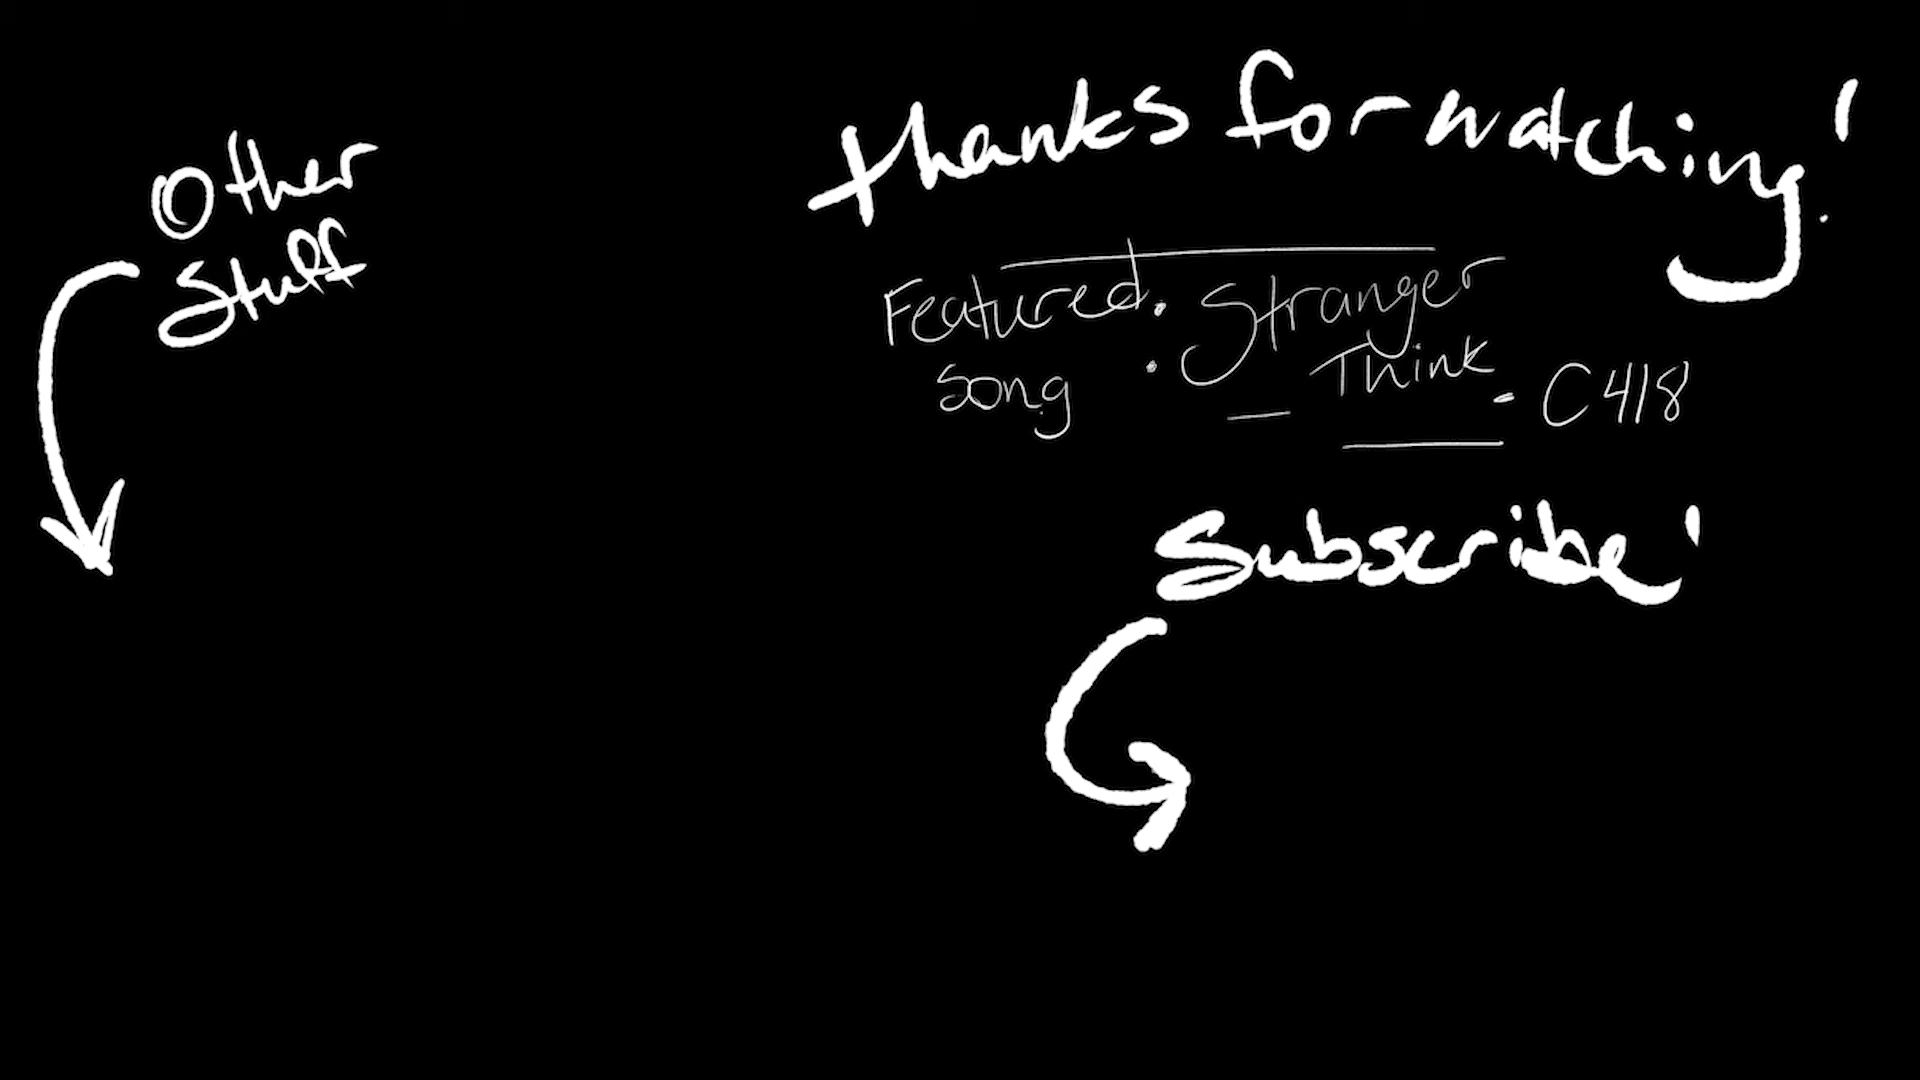 thanks for watching!
Other
Stuff
Featured
Song : Stranger
Think - C418
Subscribe!